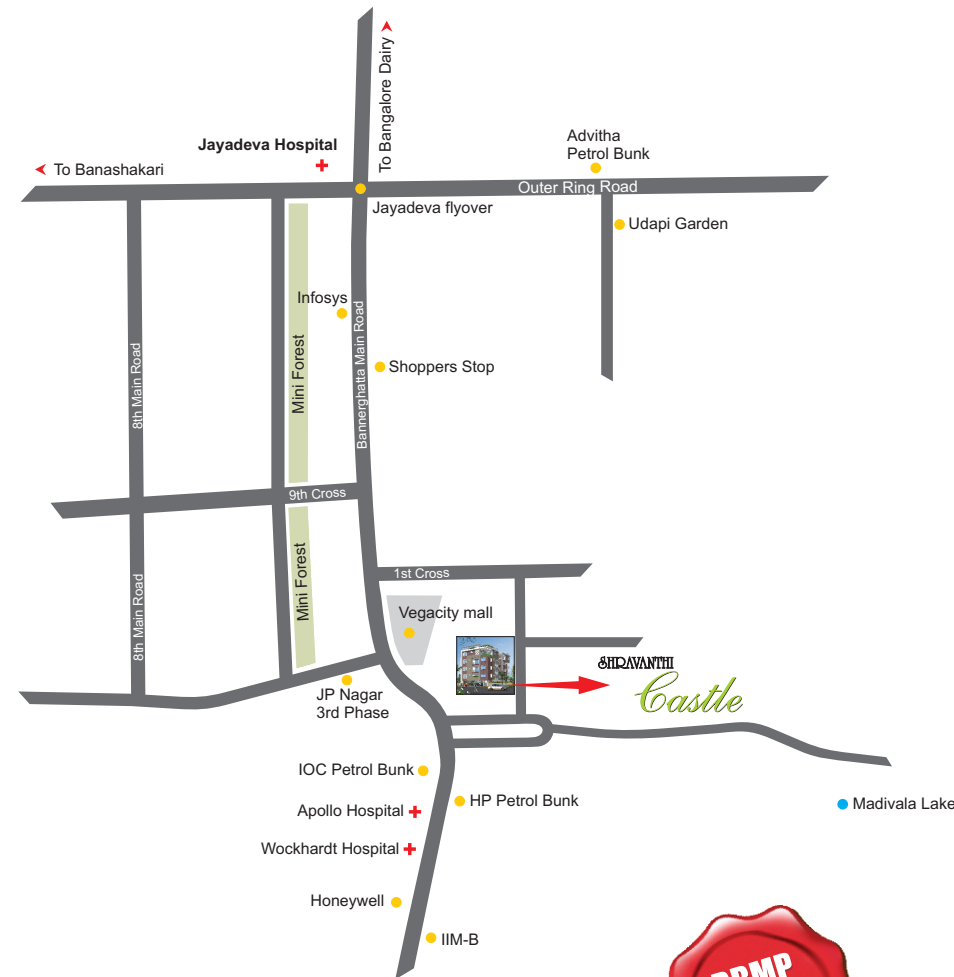 To Bangalore Dairy
Jayadeva Hospital
To Banashakari
Advitha
Petrol Bunk
Outer Ring Road
Jayadeva flyover
Udapi Garden
Infosys
Mini Forest
Bannerghatta Main Road
Shoppers Stop
8th Main Road
9th Cross
Mini Forest
1st Cross
8th Main Road
Vegacity mall
SHRAVANTHI
Castle
JP Nagar
3rd Phase
IOC Petrol Bunk
HP Petrol Bunk
Madivala Lake
Apollo Hospital
Wockhardt Hospital
Honeywell
IIM-B
BBMP